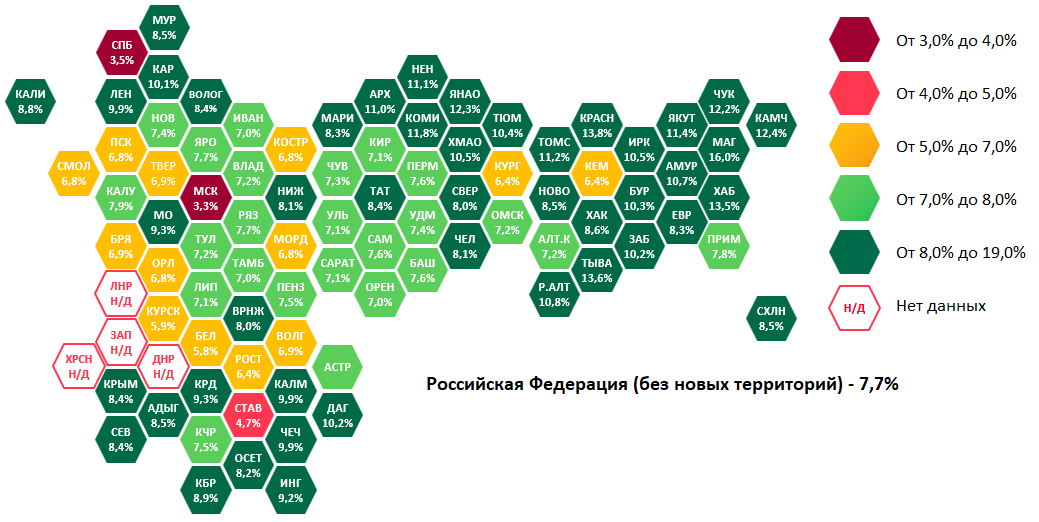 МУР
8,5%
СПБ
3,5%
КАР
10,1%
НЕН
11,1%
КАЛИ
8,8%
ЛЕН
9,9%
ВОЛОГ
8,4%
АРХ
11,0%
ЯНАО
12,3%
ЧУК
12,2%
НОВ
7,4%
ИВАН
7,0%
МАРИ
8,3%
КОМИ
11,8%
ТЮМ
10,4%
КРАСН
13,8%
ЯКУТ
11,4%
КАМЧ
12,4%
ПСК
6,8%
ЯРО
7,7%
КОСТР
6,8%
КИР
7,1%
ХМАО
10,5%
ТОМС
11,2%
ИРК
10,5%
МАГ
16,0%
СМОЛ
6,8%
ТВЕР
6,9%
ВЛАД
7,2%
ЧУВ
7,3%
ПЕРМ
7,6%
КУРГ
6,4%
КЕМ
6,4%
АМУР
10,7%
КАЛУ
7,9%
МСК
3,3%
НИЖ
8,1%
ТАТ
8,4%
СВЕР
8,0%
НОВО
8,5%
БУР
10,3%
ХАБ
13,5%
МО
9,3%
РЯЗ
7,7%
УЛЬ
7,1%
УДМ
7,4%
ОМСК
7,2%
ХАК
8,6%
ЕВР
8,3%
БРЯ
6,9%
ТУЛ
7,2%
МОРД
6,8%
САМ
7,6%
ЧЕЛ
8,1%
АЛТ.К
7,2%
ЗАБ
10,2%
ПРИМ
7,8%
ОРЛ
6,8%
ТАМБ
7,0%
САРАТ
7,1%
БАШ
7,6%
ТЫВА
13,6%
ЛНР
Н/Д
ЛИП
7,1%
ПЕНЗ
7,5%
ОРЕН
7,0%
Р.АЛТ
10,8%
КУРСК
5,9%
ВРНЖ
8,0%
СХЛН
8,5%
ЗАП
Н/Д
БЕЛ
5,8%
ВОЛГ
6,9%
ХРСН
Н/Д
ДНР
Н/Д
РОСТ
6,4%
АСТР
КРЫМ
8,4%
КРД
9,3%
КАЛМ
9,9%
АДЫГ
8,5%
СТАВ
4,7%
ДАГ
10,2%
СЕВ
8,4%
КЧР
7,5%
ЧЕЧ
9,9%
ОСЕТ
8,2%
КБР
8,9%
ИНГ
9,2%
Российская Федерация (без новых территорий) - 7,7%
От 3,0% до 4,0%
От 4,0% до 5,0%
От 5,0% до 7,0%
От 7,0% до 8,0%
От 8,0% до 19,0%
Н/Д
Нет данных